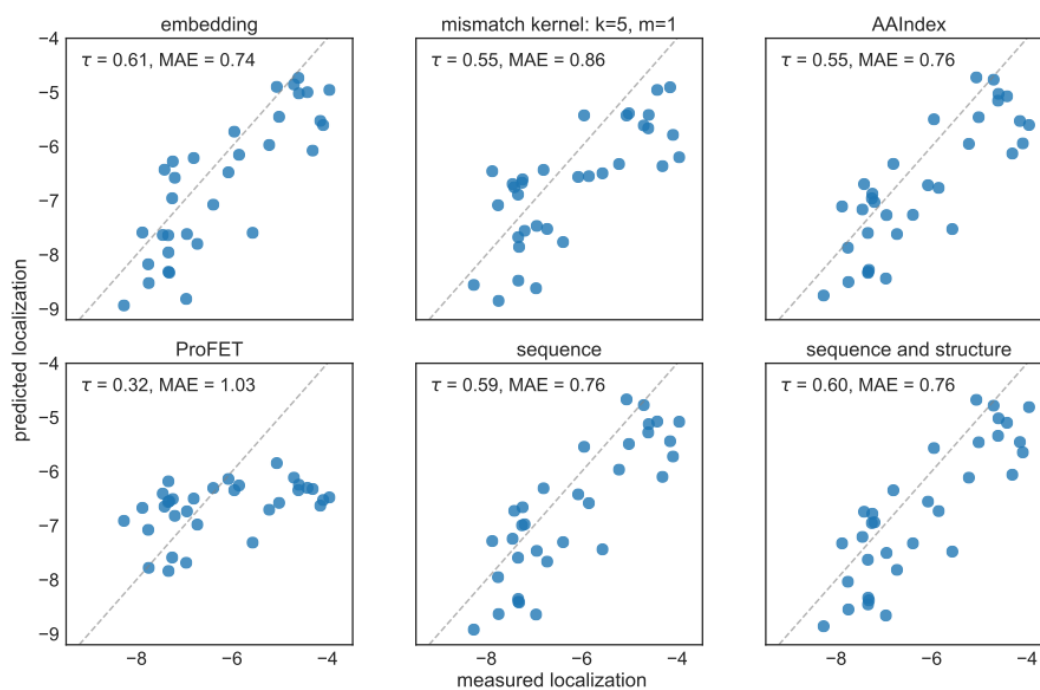 embedding
mismatch kernel: k=5, m=1
AAIndex
τ = 0.61, MAE = 0.74
τ = 0.55, MAE = 0.86
τ = 0.55, MAE = 0.76
−4
−5
−6
−7
−8
−9
ProFET
sequence
sequence and structure
τ = 0.32, MAE = 1.03
τ = 0.59, MAE = 0.76
τ = 0.60, MAE = 0.76
−4
−5
−6
−7
−8
−9
predicted localization
−8 −6 −4
−8 −6 −4
−8 −6 −4
measured localization